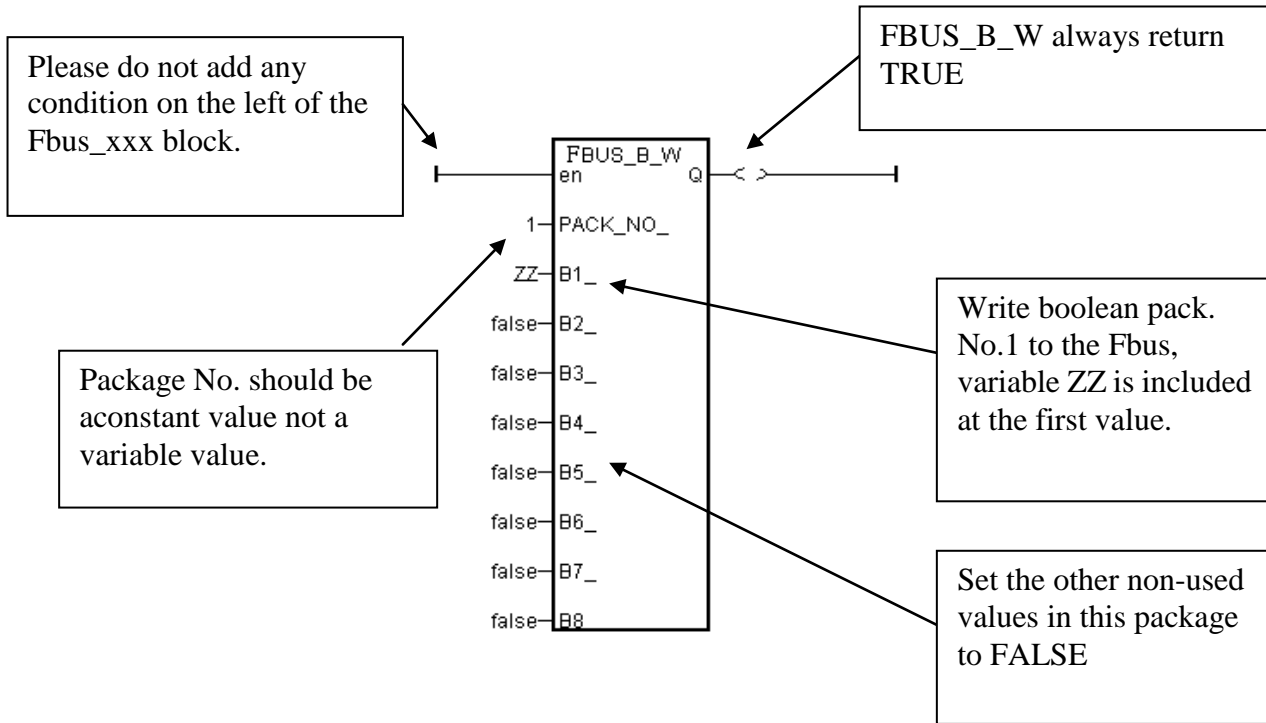 Please do not add any
condition on the left of the
Fbus_xxx block.
FBUS_B_W always return
TRUE
FBUS_B_W
en Q
1 PACK_NO_
ZZ B1_
false B2_
false B3_
false B4_
false B5_
false B6_
false B7_
false B8
Package No. should be
aconstant value not a
variable value.
Write boolean pack.
No.1 to the Fbus,
variable ZZ is included
at the first value.
Set the other non-used
values in this package
to FALSE